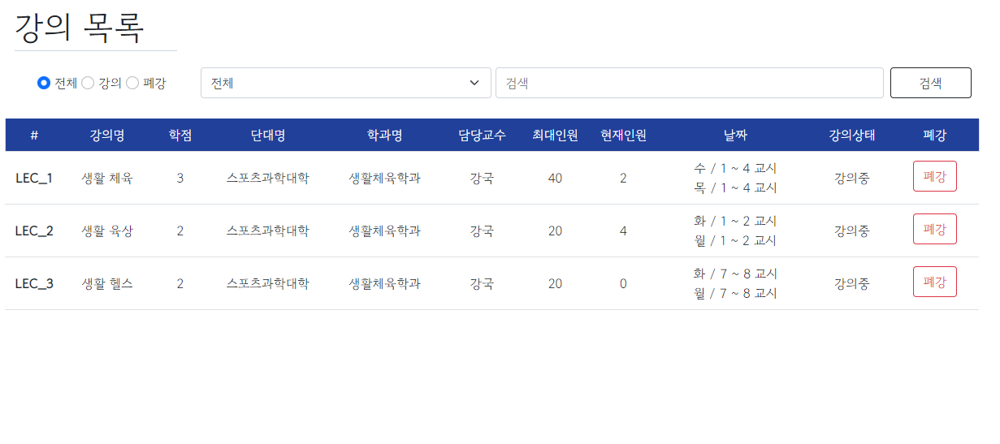 강의 목록
전체 강의 폐강 전체 검색 검색
# 강의명 학점 단대명 학과명 담당교수 최대인원 현재인원 날짜 강의상태 폐강
LEC_1 생활 체육 3 스포츠과학대학 생활체육학과 강국 40 2 수 / 1 ~ 4 교시 강의중 폐강
목 / 1 ~ 4 교시
LEC_2 생활 육상 2 스포츠과학대학 생활체육학과 강국 20 4 화 / 1 ~ 2 교시 강의중 폐강
월 / 1 ~ 2 교시
LEC_3 생활 헬스 2 스포츠과학대학 생활체육학과 강국 20 0 화 / 7 ~ 8 교시 강의중 폐강
월 / 7 ~ 8 교시